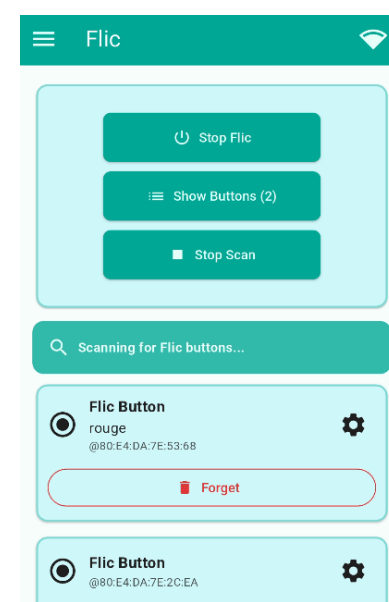 Flic
Stop Flic
Show Buttons (2)
Stop Scan
Scanning for Flic buttons...
Flic Button
rouge
@80:E4:DA:7E:53:68
Forget
Flic Button
@80:E4:DA:7E:2C:EA